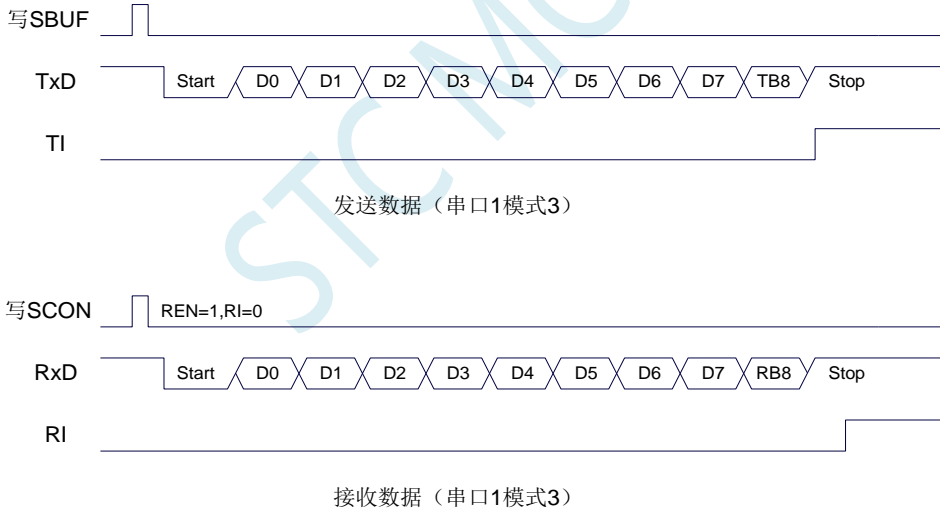 写SBUF
TxD Start D0 D1 D2 D3 D4 D5 D6 D7 TB8 Stop
TI
发送数据（串口1模式3）
写SCON REN=1,RI=0
RxD Start D0 D1 D2 D3 D4 D5 D6 D7 RB8 Stop
RI
接收数据（串口1模式3）
STC MC